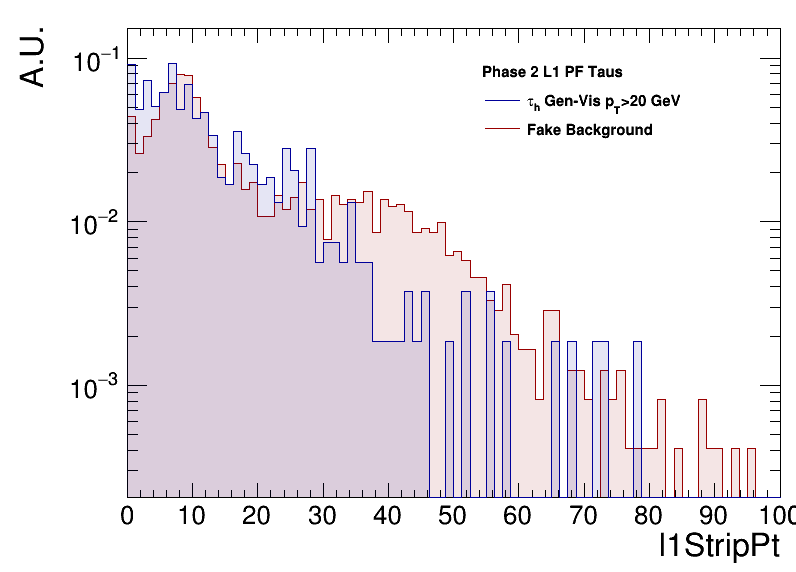 A.U.
Phase 2 L1 PF Taus
τh Gen-Vis pT>20 GeV
Fake Background
10−1
10−2
10−3
0 10 20 30 40 50 60 70 80 90 100
l1StripPt